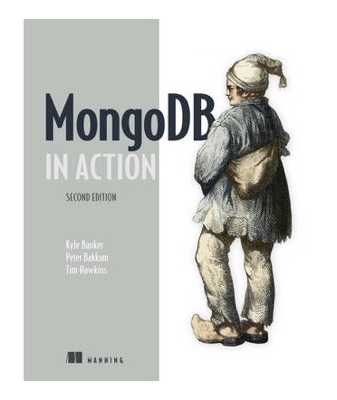 MongoDB
IN ACTION
SECOND EDITION
Kyle Banker
Peter Bakkum
Tim Hawkins
MANNING